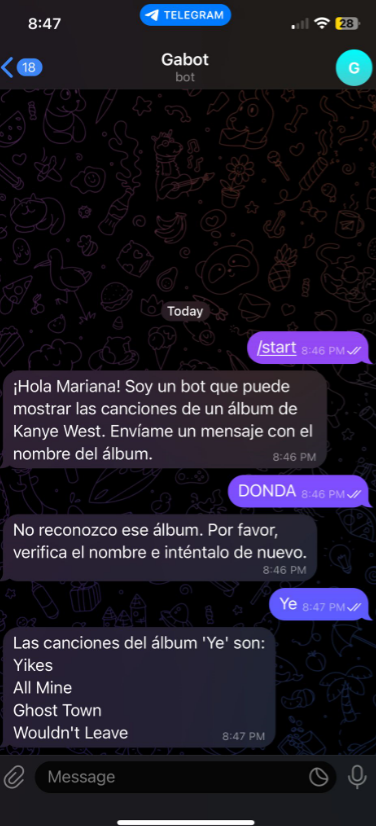 8:47
TELEGRAM
28
18
Gabot
bot
G
Today
/start 8:46 PM
¡Hola Mariana! Soy un bot que puede
mostrar las canciones de un álbum de
Kanye West. Envíame un mensaje con el
nombre del álbum.
8:46 PM
DONDA 8:46 PM
No reconozco ese álbum. Por favor,
verifica el nombre e inténtalo de nuevo.
8:46 PM
Ye 8:47 PM
Las canciones del álbum 'Ye' son:
Yikes
All Mine
Ghost Town
Wouldn't Leave
8:47 PM
Message